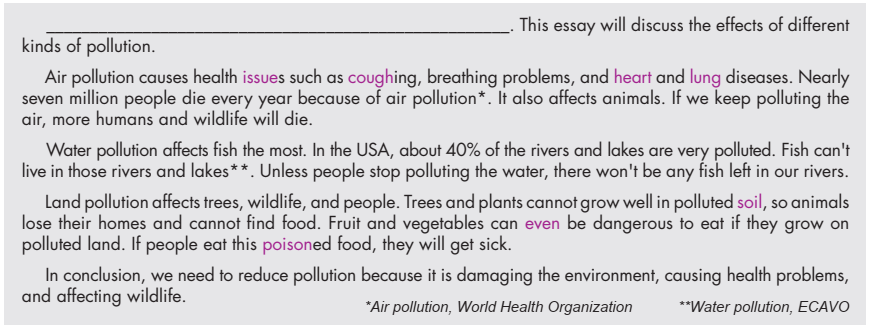 ___________________________________________________. This essay will discuss the effects of different
kinds of pollution.
Air pollution causes health issues such as coughing, breathing problems, and heart and lung diseases. Nearly
seven million people die every year because of air pollution*. It also affects animals. If we keep polluting the
air, more humans and wildlife will die.
Water pollution affects fish the most. In the USA, about 40% of the rivers and lakes are very polluted. Fish can't
live in those rivers and lakes**. Unless people stop polluting the water, there won't be any fish left in our rivers.
Land pollution affects trees, wildlife, and people. Trees and plants cannot grow well in polluted soil, so animals
lose their homes and cannot find food. Fruit and vegetables can even be dangerous to eat if they grow on
polluted land. If people eat this poisoned food, they will get sick.
In conclusion, we need to reduce pollution because it is damaging the environment, causing health problems,
and affecting wildlife.
*Air pollution, World Health Organization **Water pollution, ECAVO